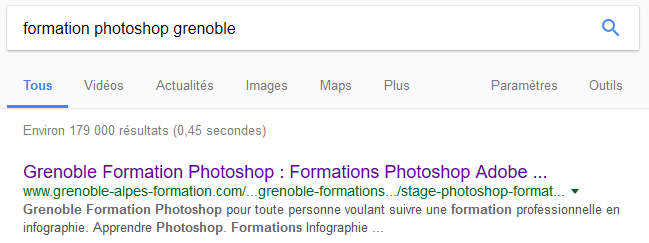 formation photoshop grenoble
Tous Vidéos Actualités Images Maps Plus Paramètres Outils
Environ 179 000 résultats (0,45 secondes)
Grenoble Formation Photoshop : Formations Photoshop Adobe ...
www.grenoble-alpes-formation.com/...grenoble-formations.../stage-photoshop-format...
Grenoble Formation Photoshop pour toute personne voulant suivre une formation professionnelle en
infographie. Apprendre Photoshop. Formations Infographie ...